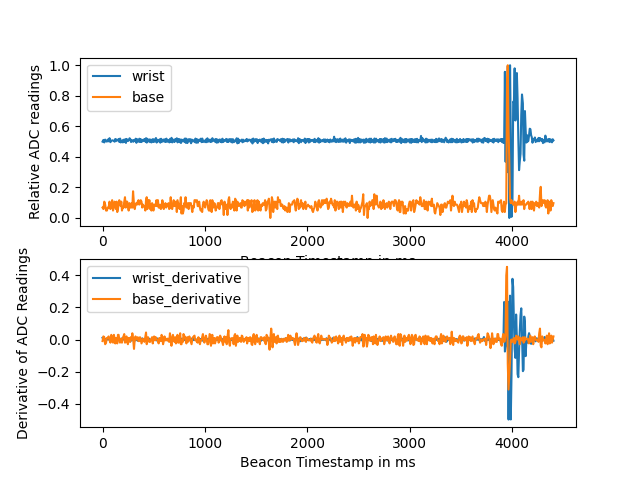 Relative ADC readings
1.0
0.8
0.6
0.4
0.2
0.0
wrist
base
0
1000
2000
3000
4000
Beacon Timestamp in ms
Derivative of ADC Readings
0.4
0.2
0.0
−0.2
−0.4
wrist_derivative
base_derivative
0
1000
2000
3000
4000
Beacon Timestamp in ms